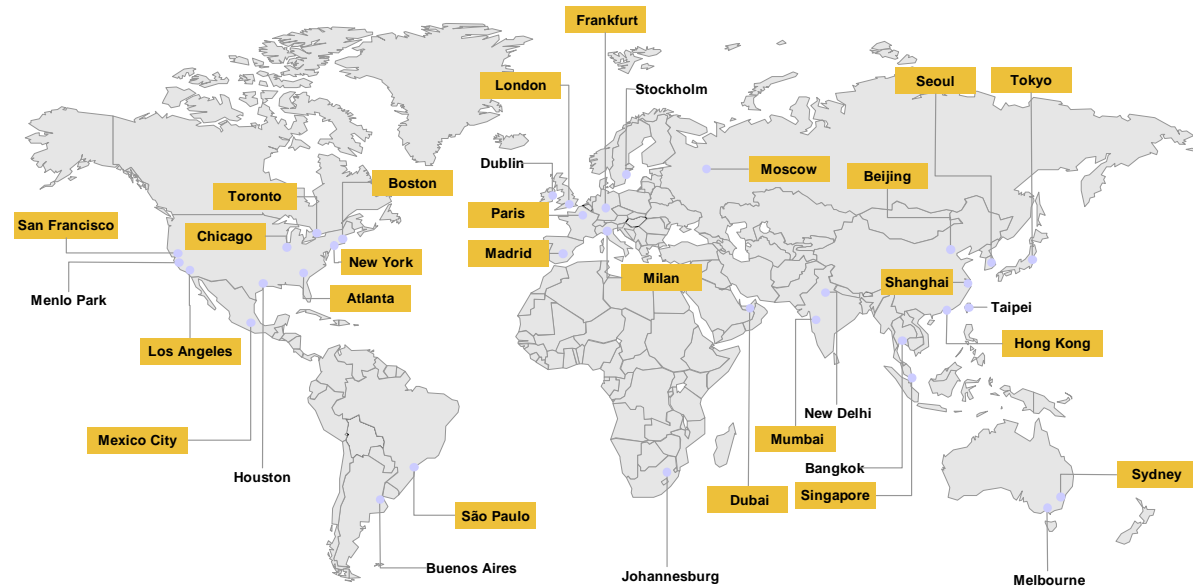 Frankfurt
London
Seoul
Tokyo
Stockholm
Dublin
Moscow
Beijing
Boston
Toronto
Paris
San Francisco
Chicago
Madrid
New York
Milan
Shanghai
Menlo Park
Atlanta
Taipei
Los Angeles
Hong Kong
New Delhi
Mexico City
Mumbai
Houston
Bangkok
Sydney
Dubai
Singapore
São Paulo
Buenos Aires
Johannesburg
Melbourne